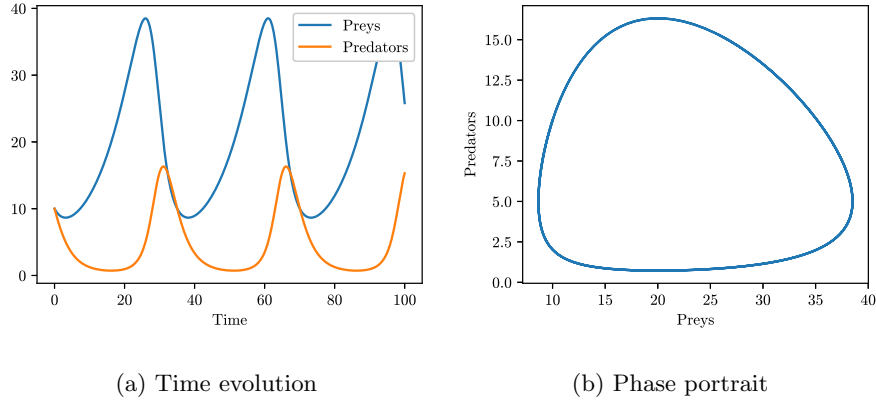 40
30
20
10
0
0 20 40 60 80 100
Time
Preys
Predators
(a) Time evolution
Predators
15.0
12.5
10.0
7.5
5.0
2.5
0.0
10 15 20 25 30 35 40
Preys
(b) Phase portrait